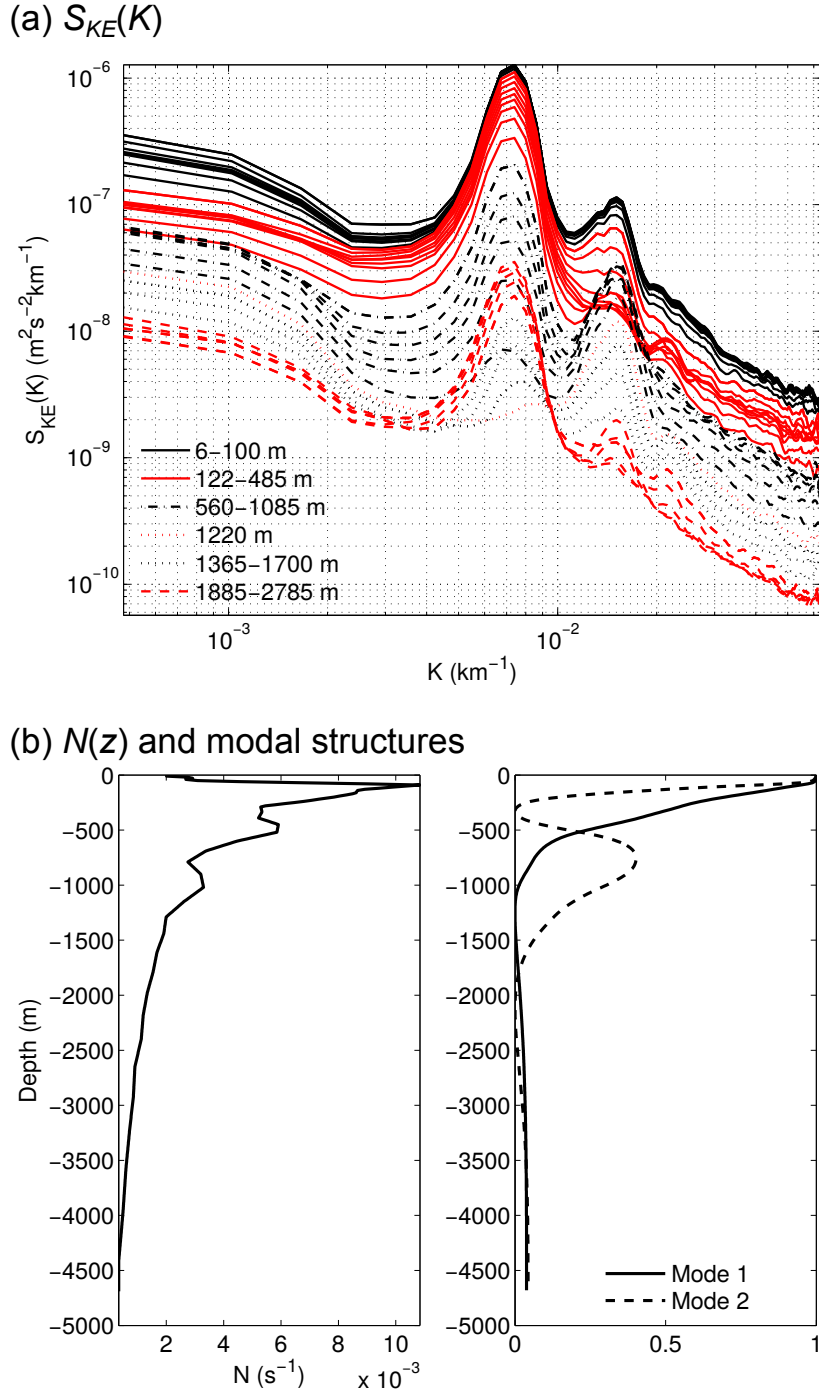 (a) S_KE(K)
10⁻⁶
10⁻⁷
10⁻⁸
10⁻⁹
10⁻¹⁰
S_KE(K) (m²s⁻²km⁻¹)
6−100 m
122−485 m
560−1085 m
1220 m
1365−1700 m
1885−2785 m
10⁻³ 10⁻²
K (km⁻¹)
(b) N(z) and modal structures
0
−500
−1000
−1500
−2000
−2500
−3000
−3500
−4000
−4500
−5000
2 4 6 8 10
N (s⁻¹)
x 10⁻³
Depth (m)
0
−500
−1000
−1500
−2000
−2500
−3000
−3500
−4000
−4500
−5000
0 0.5 1
Mode 1
Mode 2